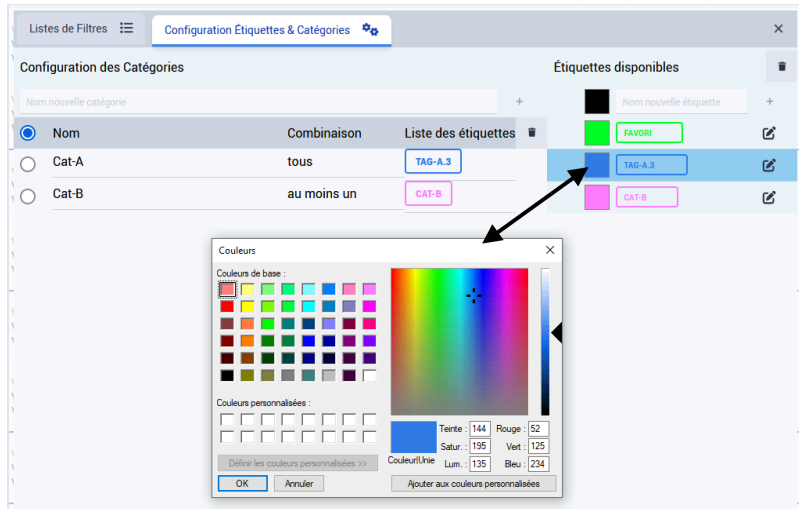 Listes de Filtres
Configuration Étiquettes & Catégories
Configuration des Catégories
Étiquettes disponibles
Nom nouvelle catégorie
+
Nom nouvelle étiquette
+
Nom
Combinaison
Liste des étiquettes
FAVORI
Cat-A
tous
TAG-A.3
TAG-A.3
Cat-B
au moins un
CAT-B
CAT-B
Couleurs
Couleurs de base :
Couleurs personnalisées :
Définir les couleurs personnalisées >>
OK
Annuler
Couleur|Unie
Teinte : 144
Rouge : 52
Satur. : 195
Vert : 125
Lum. : 135
Bleu : 234
Ajouter aux couleurs personnalisées